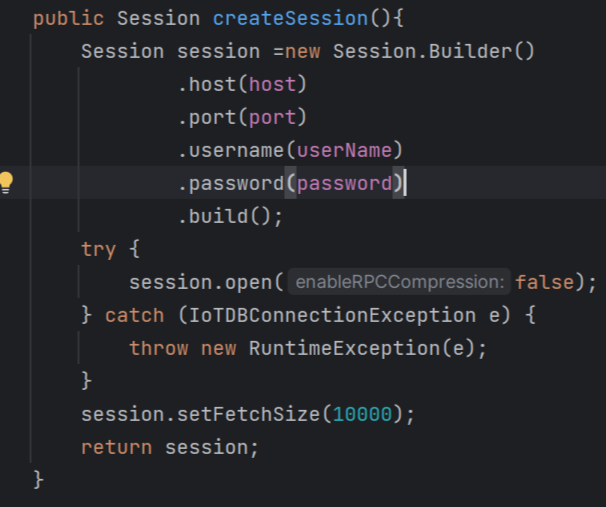 public Session createSession(){
Session session =new Session.Builder()
.host(host)
.port(port)
.username(userName)
.password(password)
.build();
try {
session.open( enableRPCCompression: false);
} catch (IoTDBConnectionException e) {
throw new RuntimeException(e);
}
session.setFetchSize(10000);
return session;
}